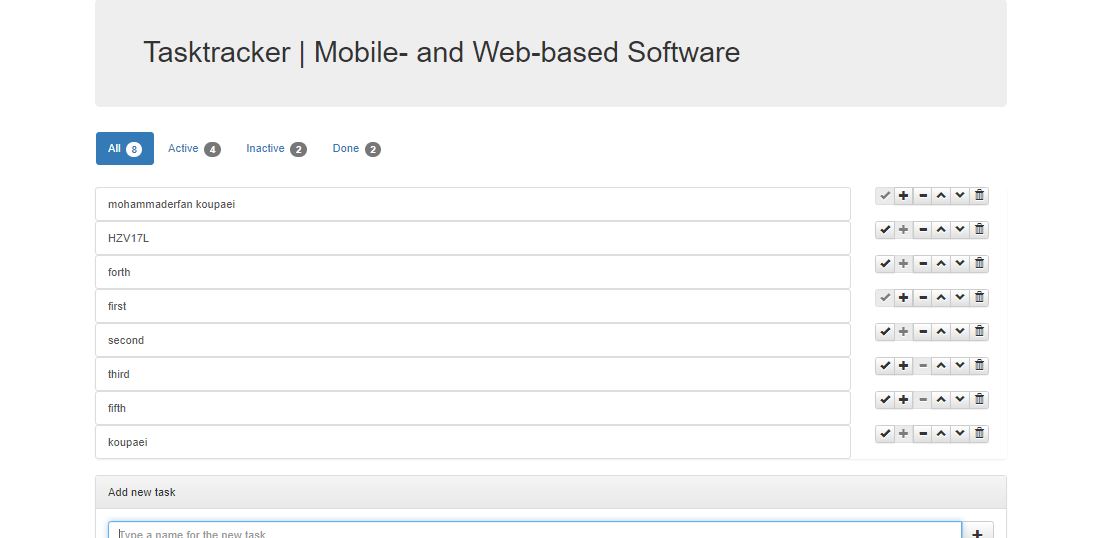 Tasktracker | Mobile- and Web-based Software
All 8 Active 4 Inactive 2 Done 2
mohammaderfan koupaei
HZV17L
forth
first
second
third
fifth
koupaei
Add new task
Type a name for the new task